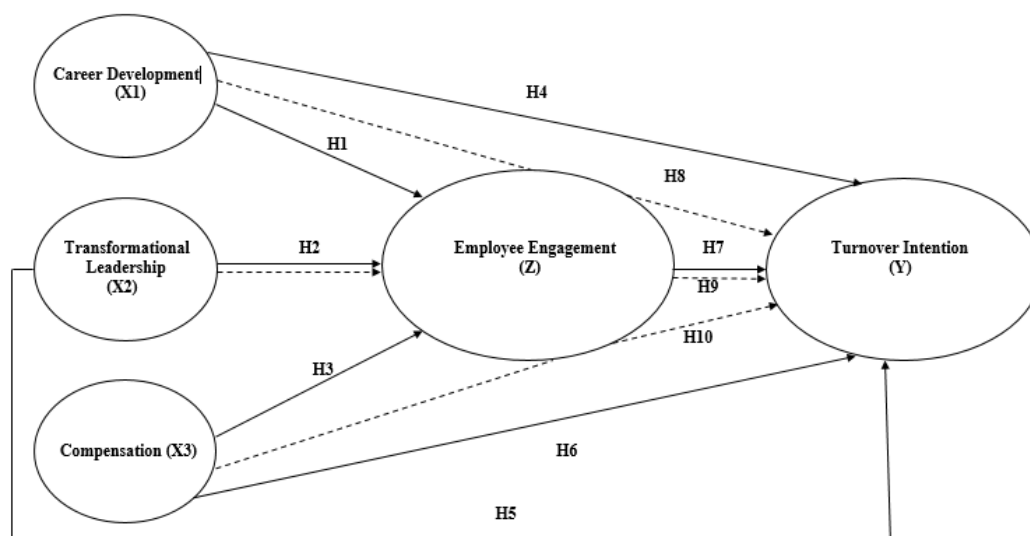 Career Development
(X1)
H4
H1
H8
Transformational
Leadership
(X2)
H2
Employee Engagement
(Z)
H7
H9
Turnover Intention
(Y)
H10
H3
Compensation (X3)
H6
H5